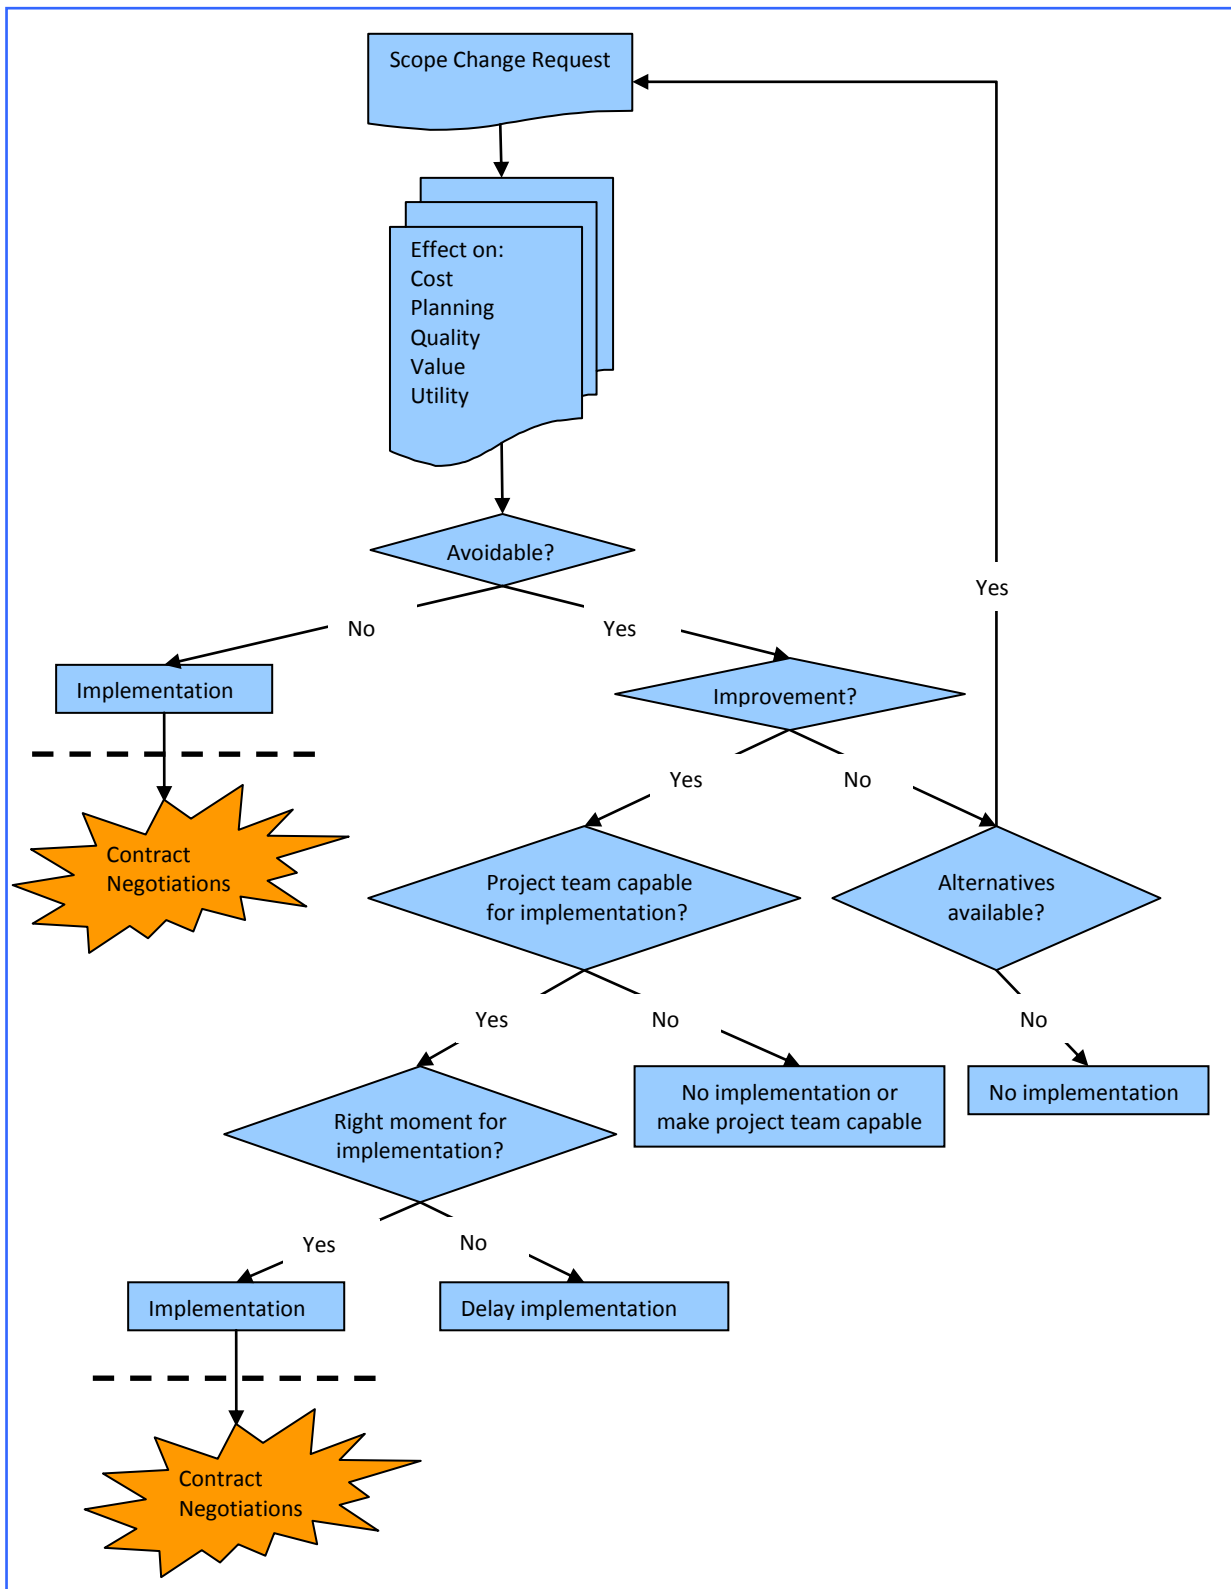 Scope Change Request
Effect on:
Cost
Planning
Quality
Value
Utility
Avoidable?
No
Yes
Yes
Implementation
Improvement?
Yes
No
Contract
Negotiations
Project team capable
for implementation?
Alternatives
available?
Yes
No
No
No implementation or
make project team capable
No implementation
Right moment for
implementation?
Yes
No
Implementation
Delay implementation
Contract
Negotiations